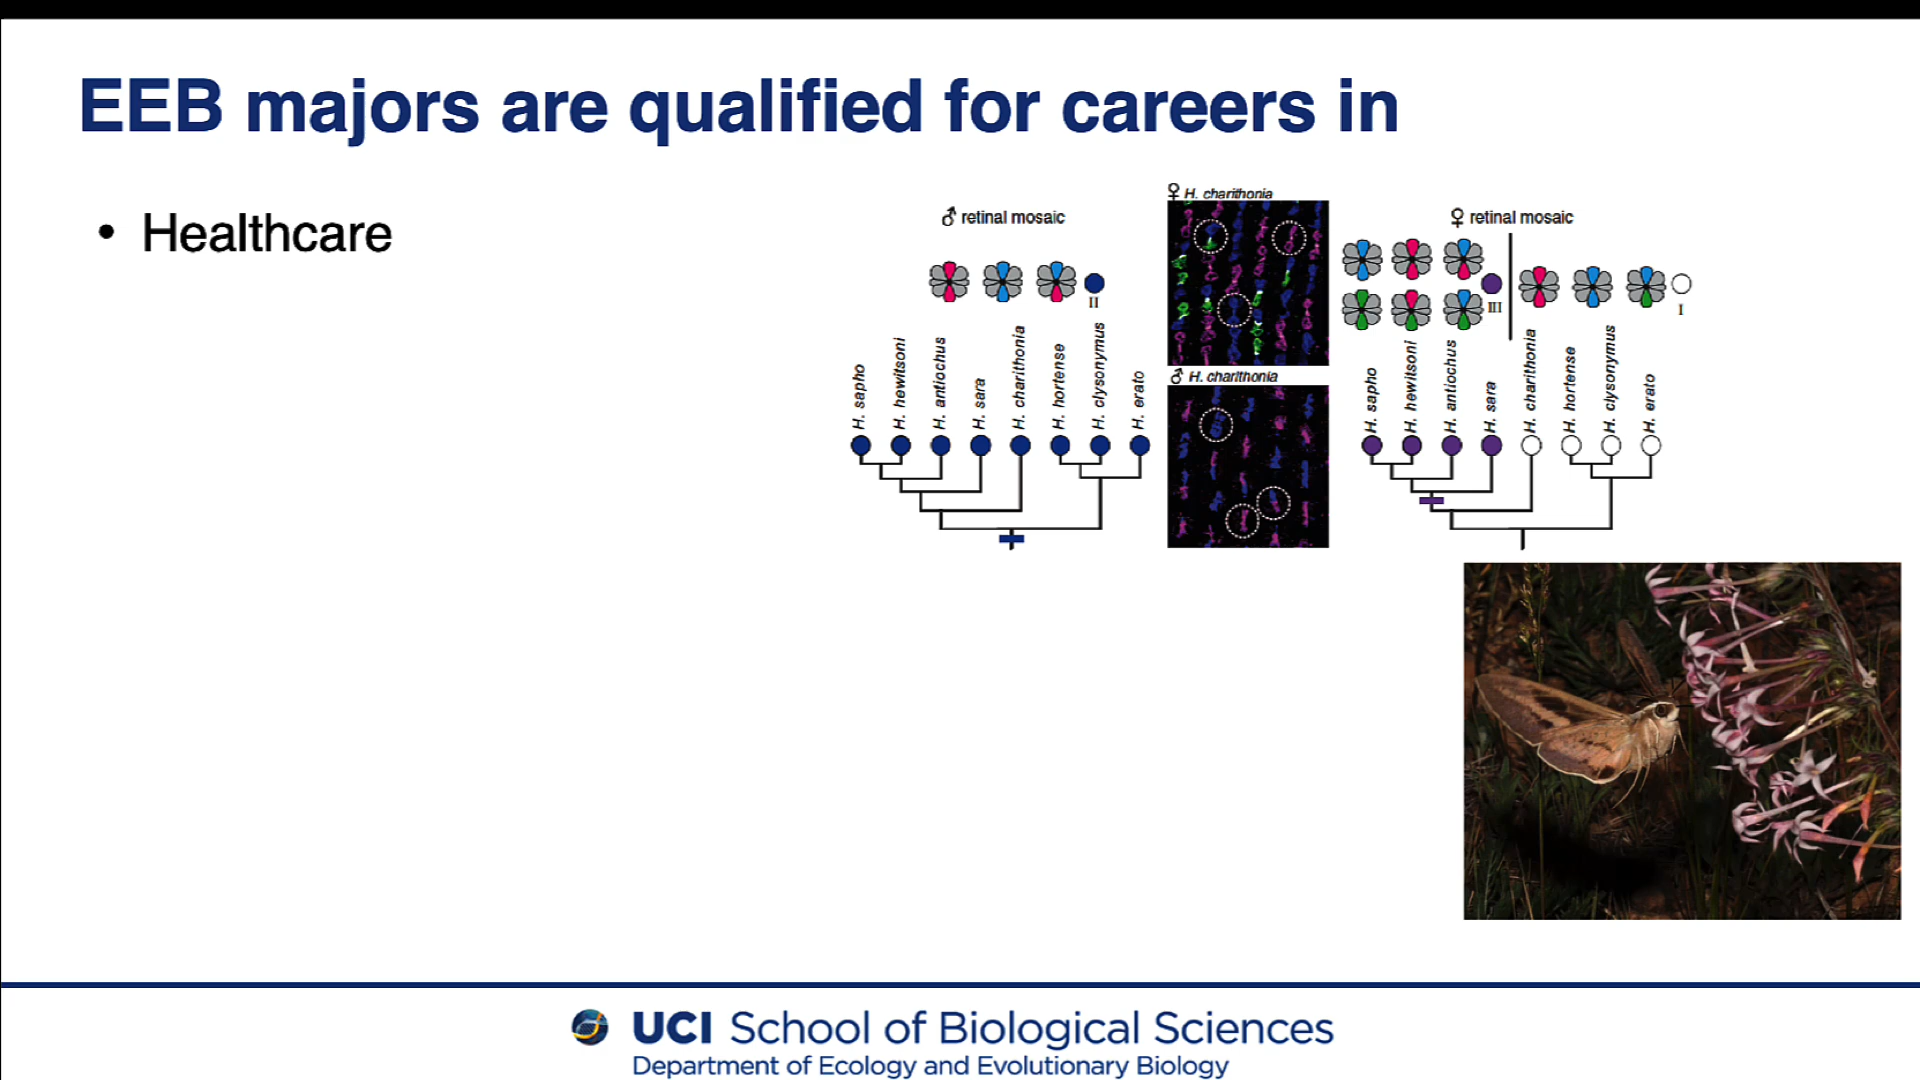 EEB majors are qualified for careers in
• Healthcare
♂ retinal mosaic
II
H. sapho
H. hewitsoni
H. antiochus
H. sara
H. charithonia
H. hortense
H. clysonymus
H. erato
♀ H. charithonia
♂ H. charithonia
♀ retinal mosaic
III
I
H. sapho
H. hewitsoni
H. antiochus
H. sara
H. charithonia
H. hortense
H. clysonymus
H. erato
UCI School of Biological Sciences
Department of Ecology and Evolutionary Biology